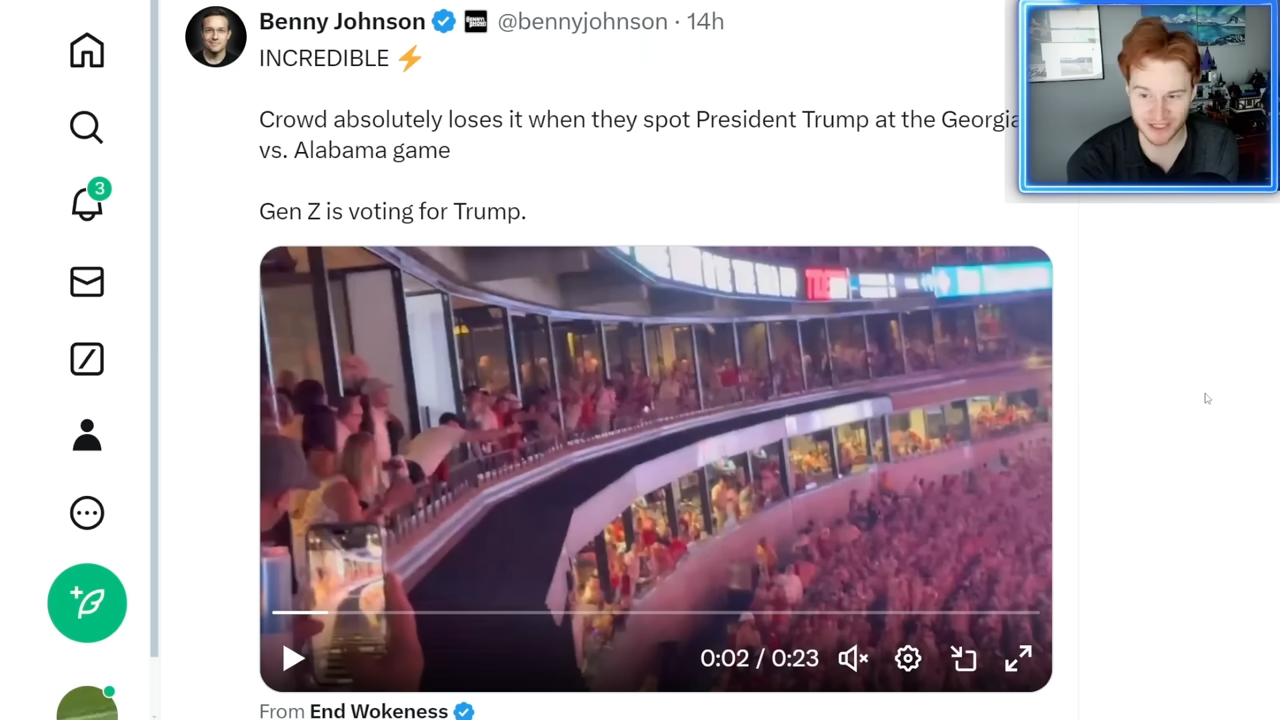 Benny Johnson @bennyjohnson · 14h
INCREDIBLE ⚡
Crowd absolutely loses it when they spot President Trump at the Georgia
vs. Alabama game
Gen Z is voting for Trump.
3
0:02 / 0:23
From End Wokeness